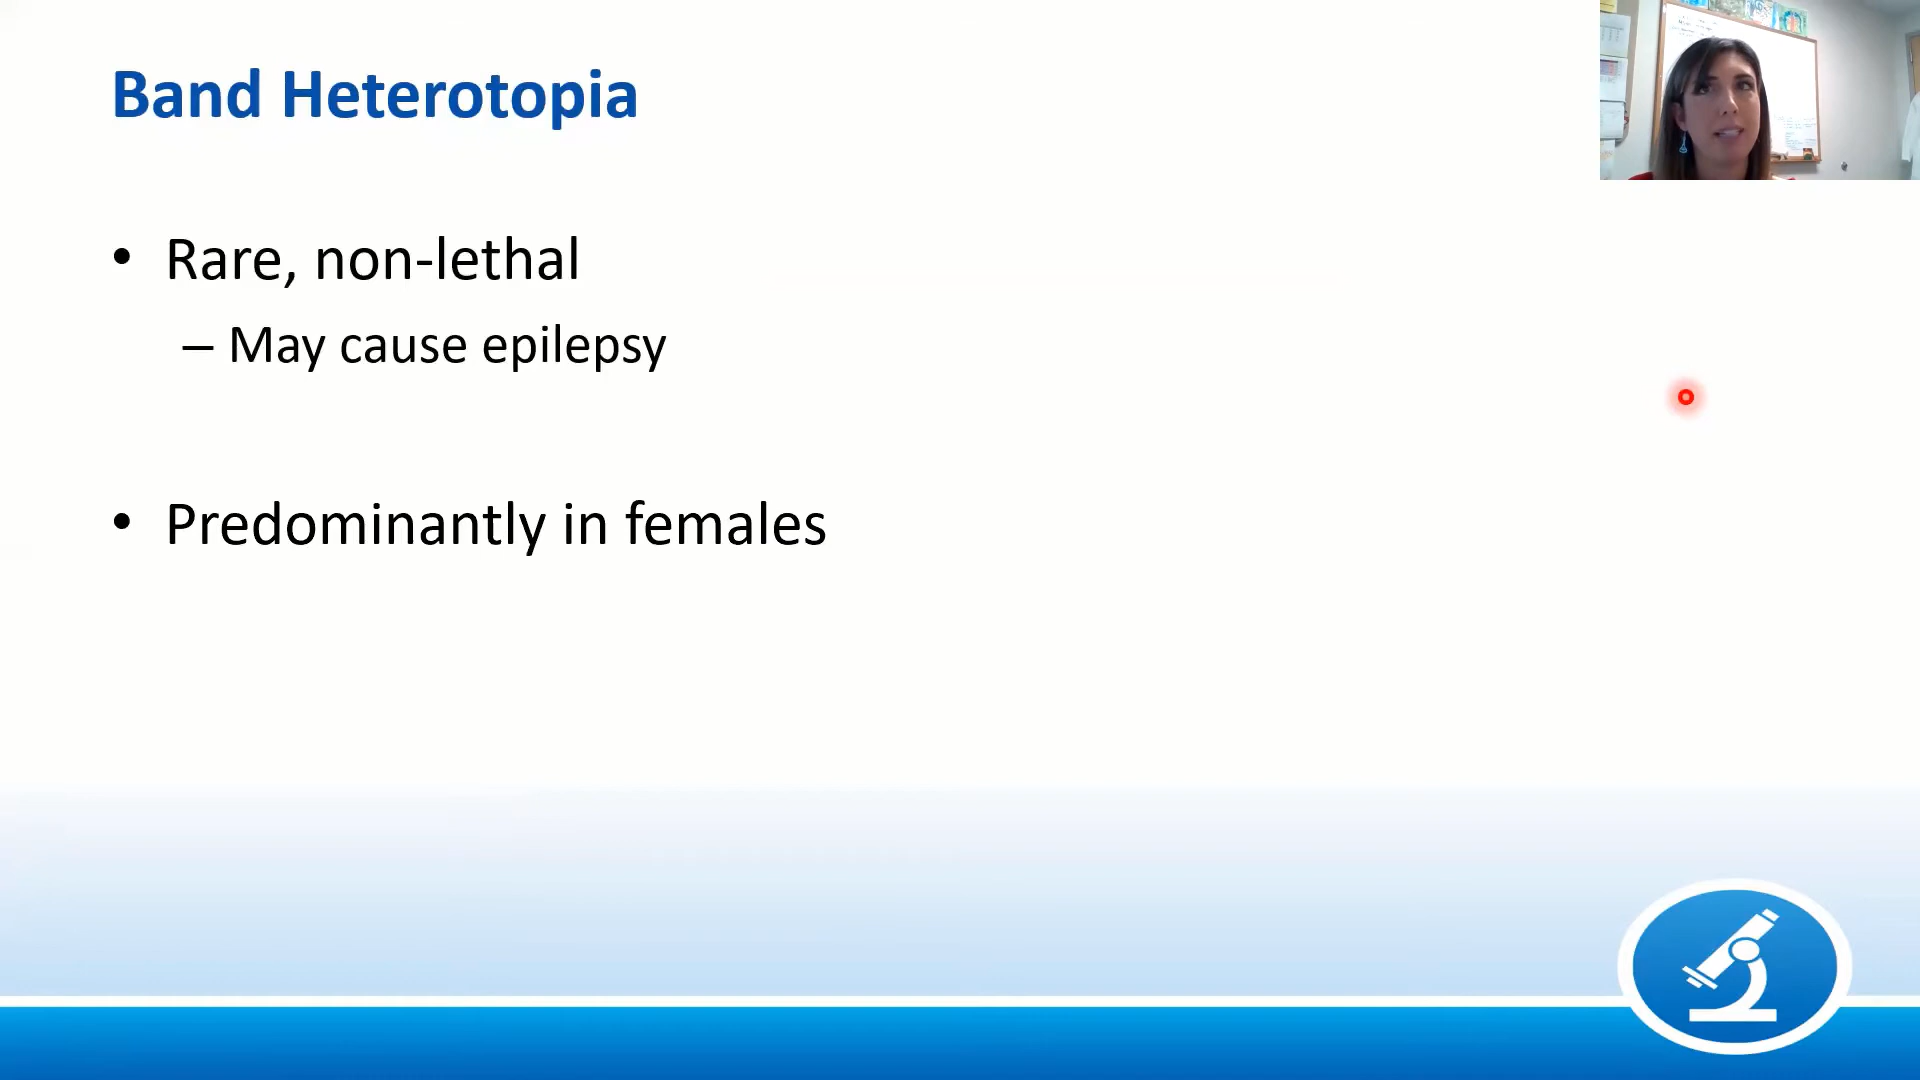 Band Heterotopia
• Rare, non-lethal
– May cause epilepsy
• Predominantly in females